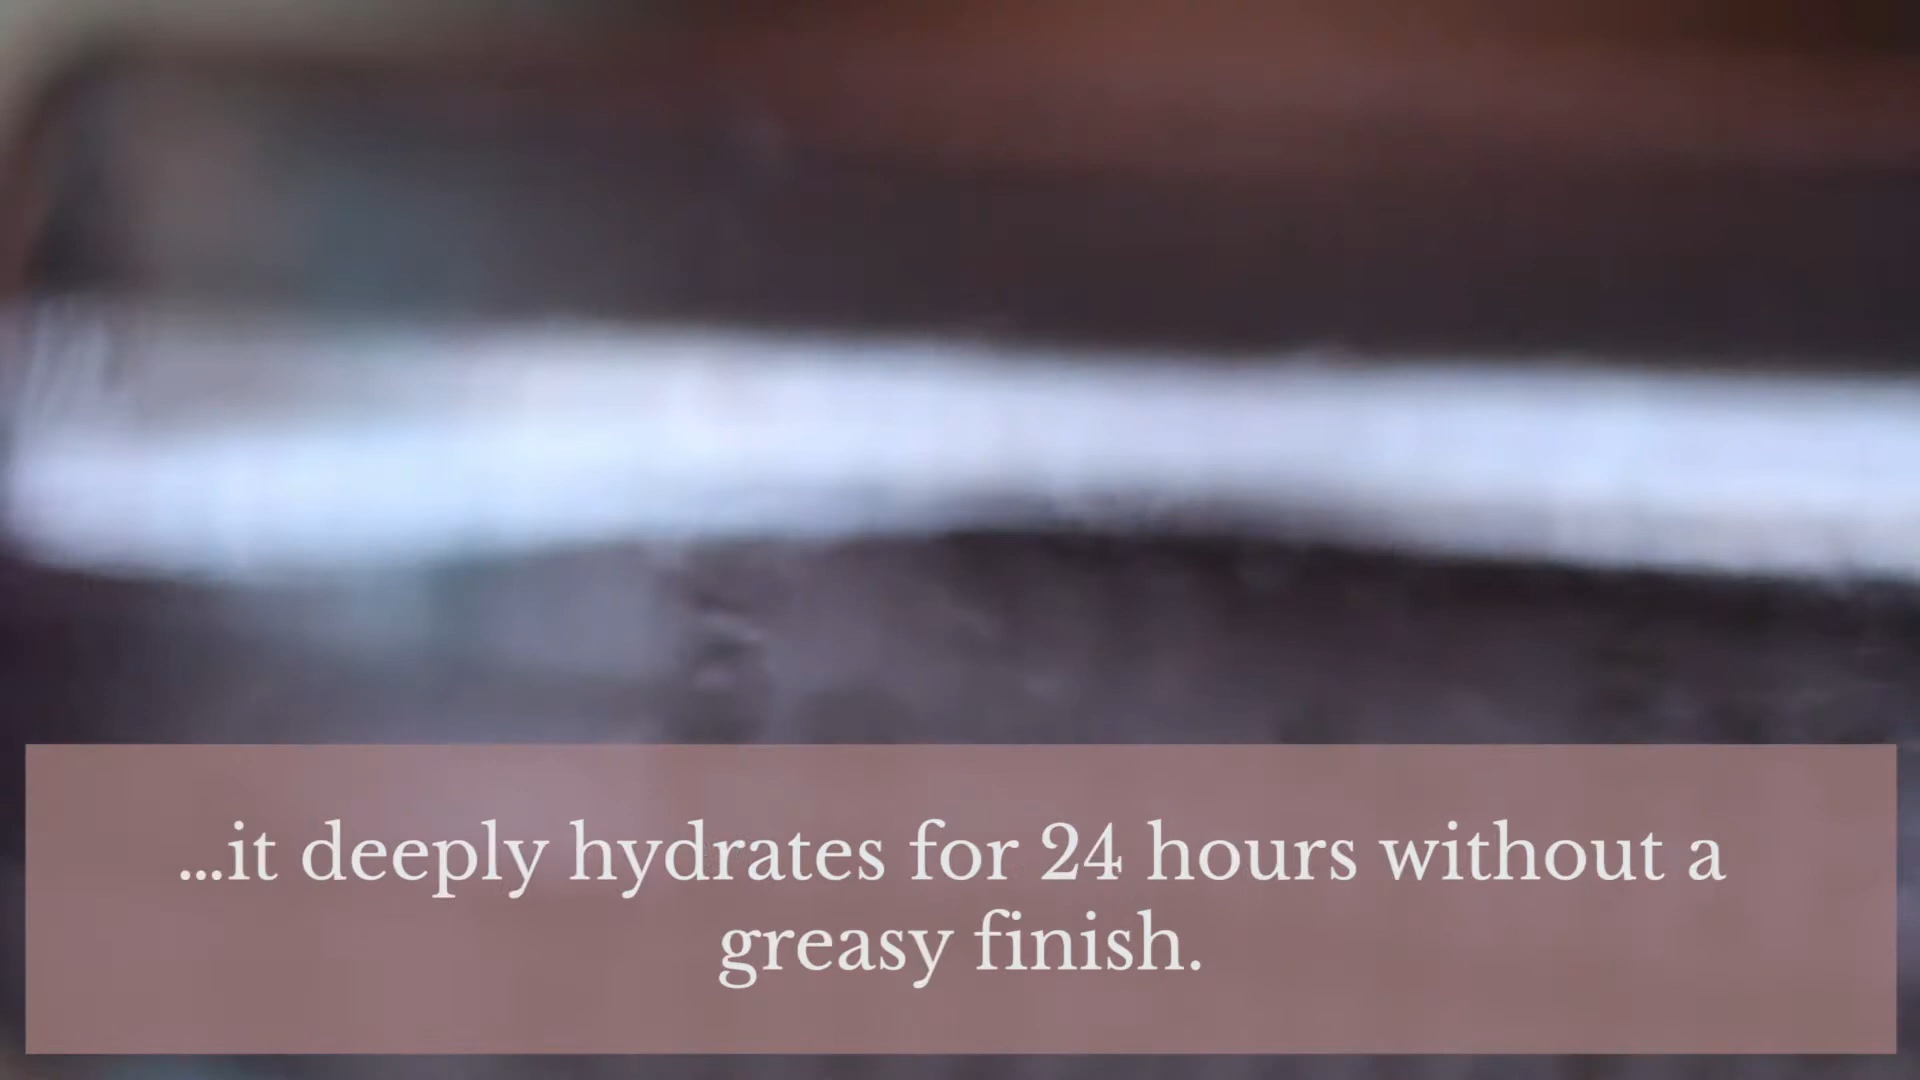 ...it deeply hydrates for 24 hours without a
greasy finish.